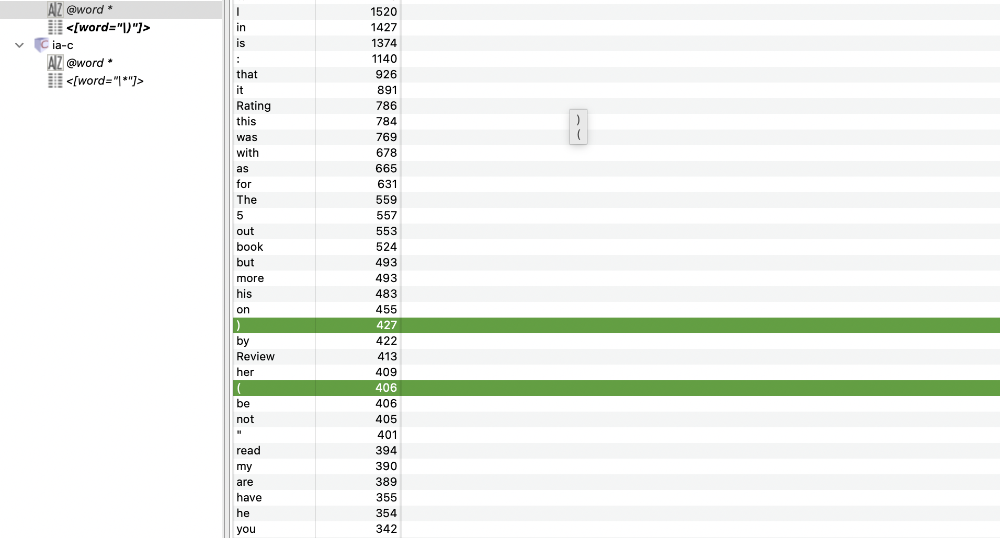 @word *
<[word="\)"]>
ia-c
@word *
<[word="\*"]>
I 1520
in 1427
is 1374
: 1140
that 926
it 891
Rating 786
this 784
was 769
with 678
as 665
for 631
The 559
5 557
out 553
book 524
but 493
more 493
his 483
on 455
) 427
by 422
Review 413
her 409
( 406
be 406
not 405
" 401
read 394
my 390
are 389
have 355
he 354
you 342
)
(